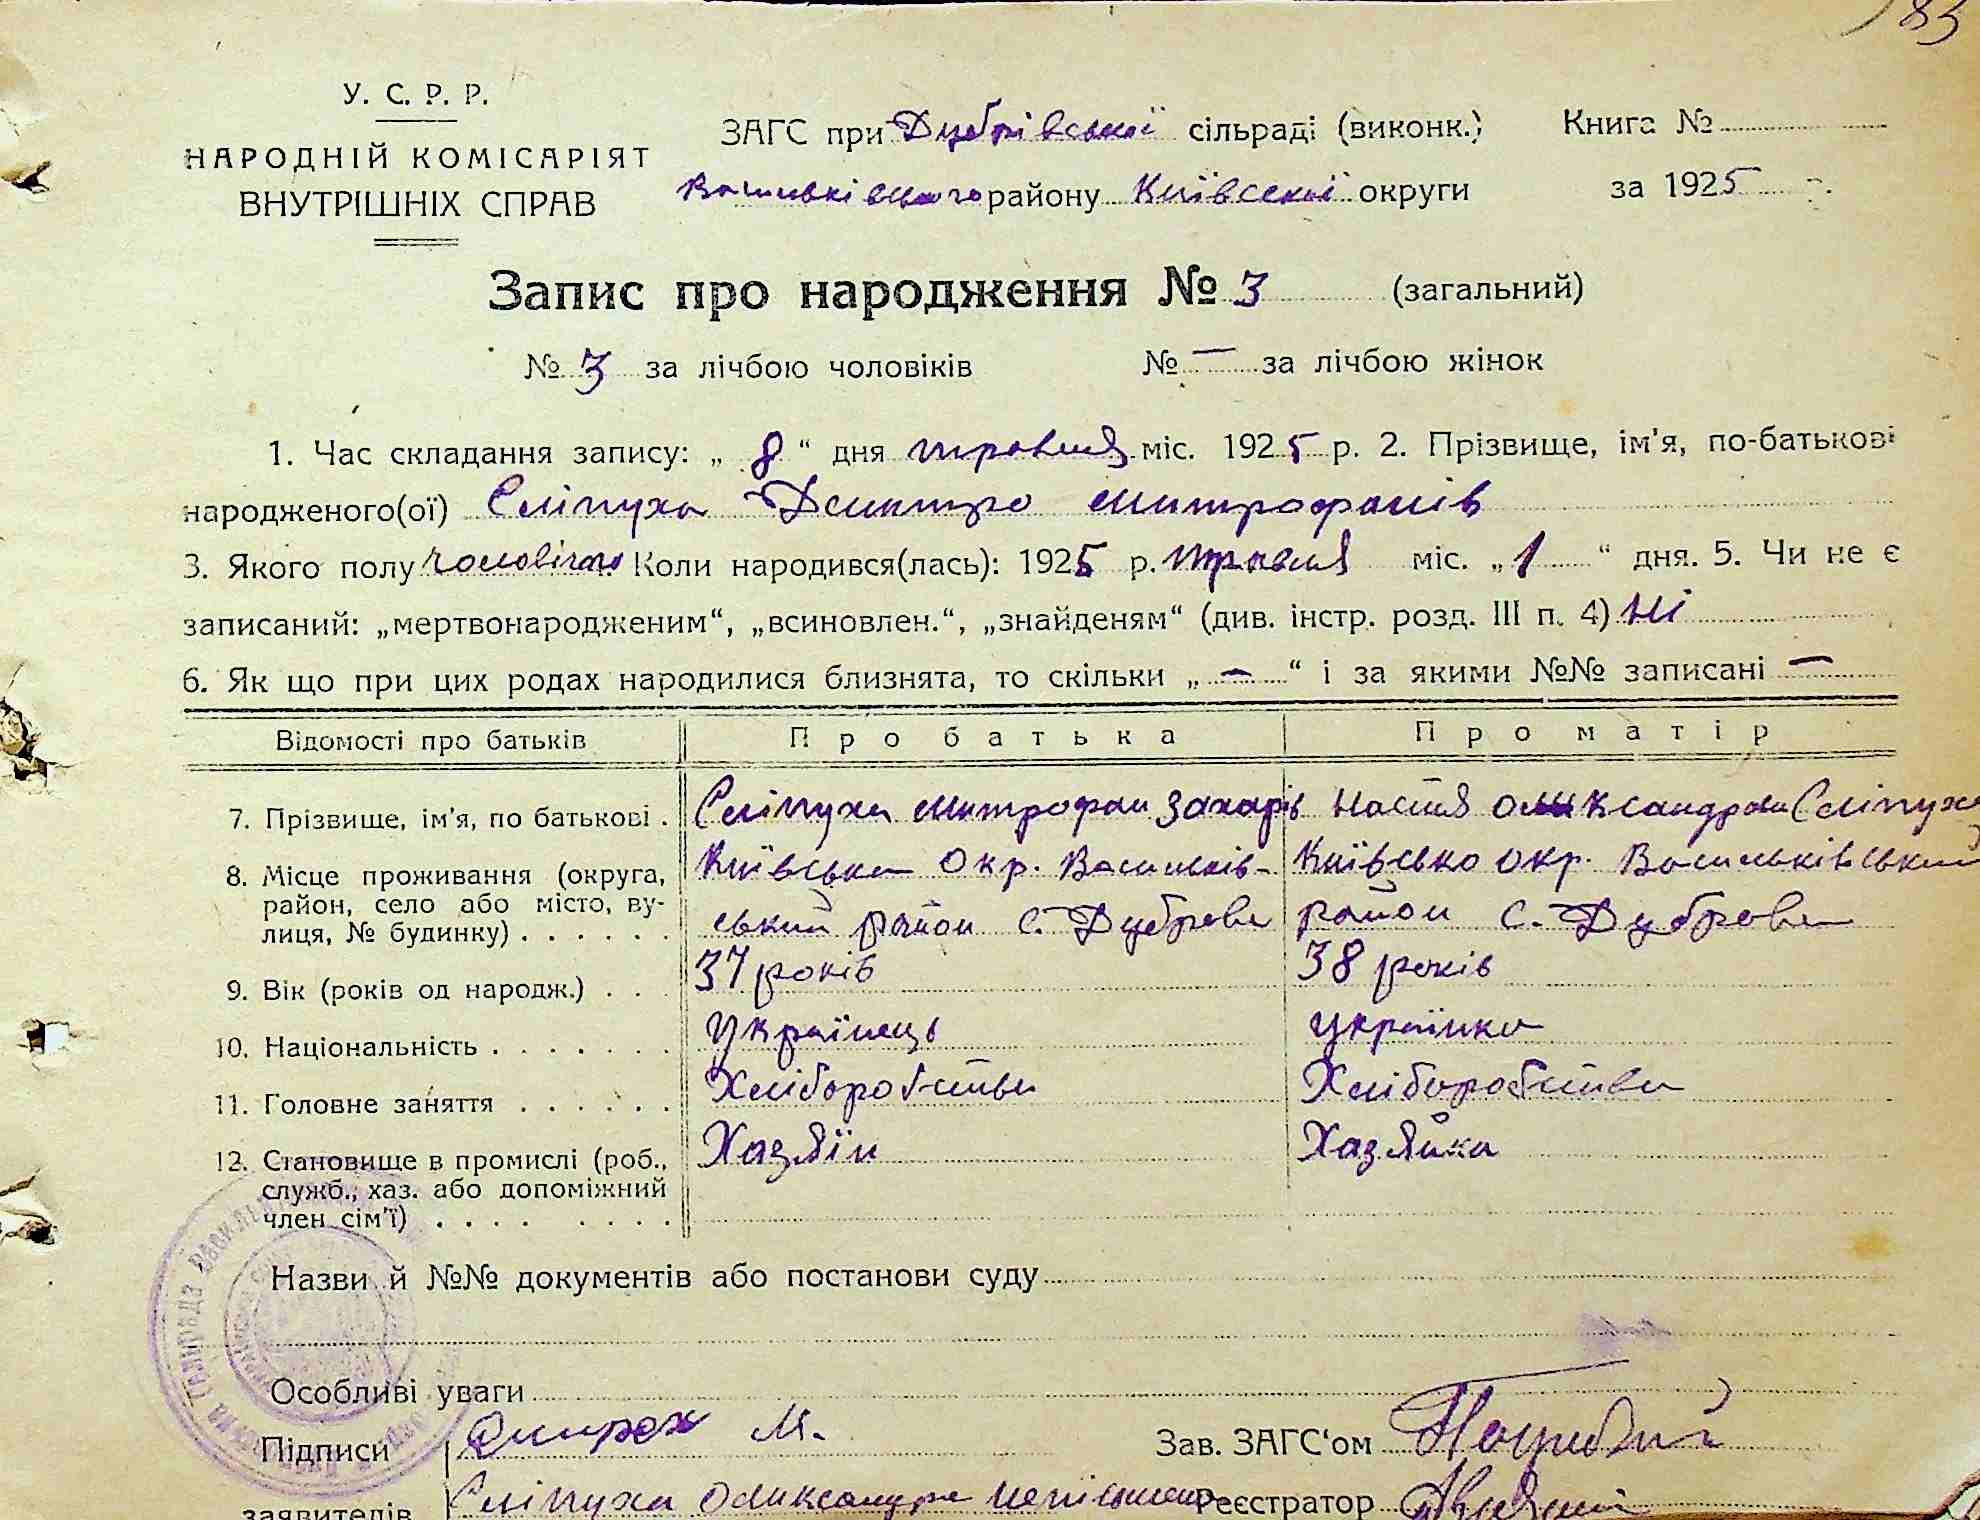 83
У. С. Р. Р.
НАРОДНІЙ КОМІСАРІЯТ
ВНУТРІШНІХ СПРАВ
ЗАГС при Дубрівській сільраді (виконк.) Книга №
Васильківського району Київської округи за 1925
Запис про народження № 3 (загальний)
№ 3 за лічбою чоловіків № — за лічбою жінок
1. Час складання запису: „ 8 “ дня травня міс. 1925 р. 2. Прізвище, ім'я, по-батькові
народженого(ої) Сліпуха Дмитро митрофанів
3. Якого полу чоловічого Коли народився(лась): 1925 р. травня міс. „ 1 “ дня. 5. Чи не є
записаний: „мертвонародженим“, „всиновлен.“, „знайденям“ (див. інстр. розд. III п. 4) Ні
6. Як що при цих родах народилися близнята, то скільки „ — “ і за якими №№ записані —
Відомості про батьків Про батька Про матір
7. Прізвище, ім'я, по батькові . Сліпуха митрофан Захарів Настя Олександрова Сліпуха
8. Місце проживання (округа, Київська Окр. Васильків- Київсько окр. Васильківський
район, село або місто, ву- ський район с. Дуброва район с. Дуброва
лиця, № будинку) . . . . . .
9. Вік (років од народж.) . . . 37 років 38 років
10. Національність . . . . . . . Українець українка
11. Головне заняття . . . . . . Хліборобство Хліборобство
12. Становище в промислі (роб., Хазяїн Хазяйка
служб., хаз. або допоміжний
член сім'ї) . . . . . . . .
Назви й №№ документів або постанови суду
Особливі уваги
Підписи М. Зав. ЗАГС‘ом
заявителів Сліпуха Реєстратор